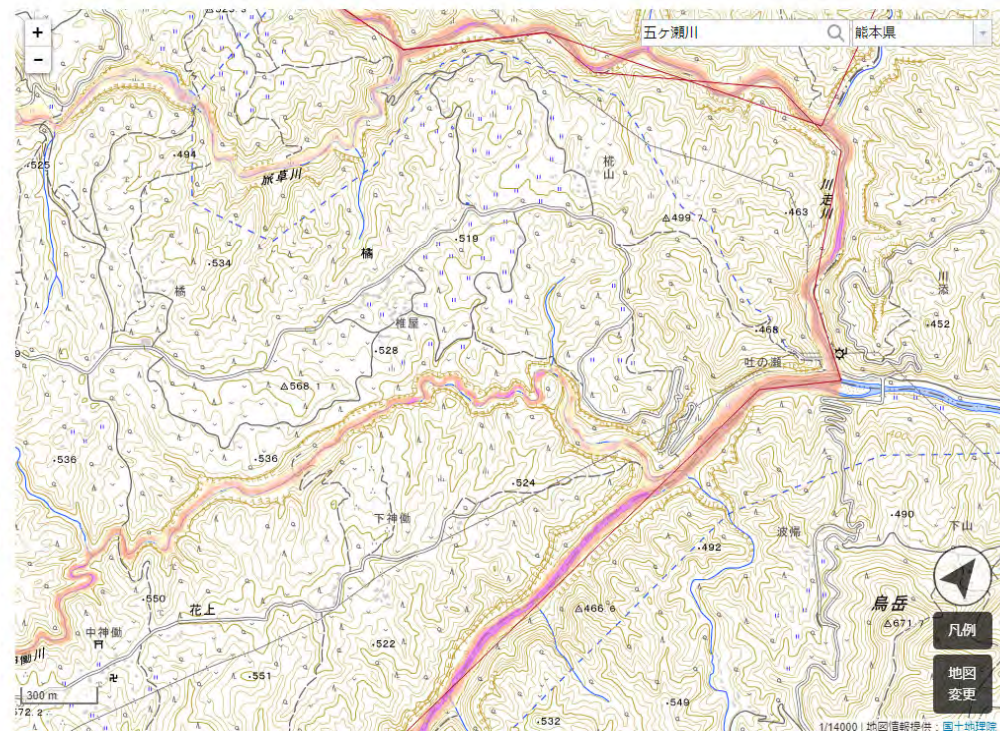 +
五ヶ瀬川
熊本県
-
・494
旅草川
椛山
△499.7
・463
川走川
・519
橘
・534
橘
川添
椎屋
・528
・468
吐の瀬
・452
△568.1
・536
・536
・524
下神働
・490
下山
・492
波帰
・550
花上
△466.6
烏岳
△671.7
中神働
・522
凡例
・551
300 m
・549
地図
変更
572.2
・532
1/14000 | 地図情報提供：国土地理院